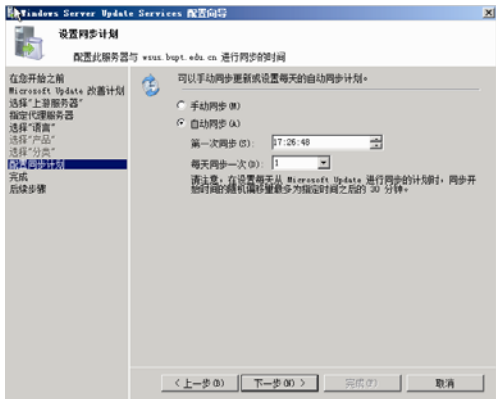 Windows Server Update Services 配置向导
设置同步计划
配置此服务器与 wsus.bupt.edu.cn 进行同步的时间
在您开始之前
Microsoft Update 改善计划
选择"上游服务器"
指定代理服务器
选择"语言"
选择"产品"
选择"分类"
配置同步计划
完成
后续步骤
可以手动同步更新或设置每天的自动同步计划。
手动同步(M)
自动同步(A)
第一次同步(S): 17:26:48
每天同步一次(D): 1
请注意，在设置每天从 Microsoft Update 进行同步的计划时，同步开
始时间的随机偏移量最多为指定时间之后的 30 分钟。
< 上一步(B)
下一步(N) >
完成(F)
取消